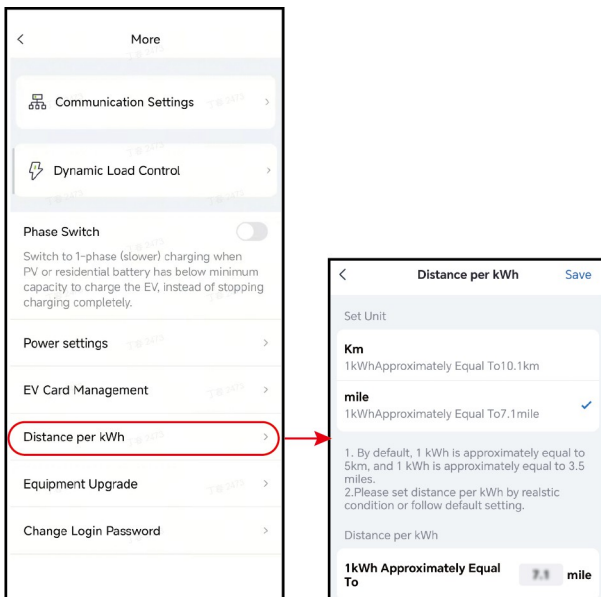 More
Communication Settings
Dynamic Load Control
Phase Switch
Switch to 1-phase (slower) charging when
PV or residential battery has below minimum
capacity to charge the EV, instead of stopping
charging completely.
Power settings
EV Card Management
Distance per kWh
Equipment Upgrade
Change Login Password
Distance per kWh
Save
Set Unit
Km
1kWhApproximately Equal To10.1km
mile
1kWhApproximately Equal To7.1mile
1. By default, 1 kWh is approximately equal to
5km, and 1 kWh is approximately equal to 3.5
miles.
2.Please set distance per kWh by realstic
condition or follow default setting.
Distance per kWh
1kWh Approximately Equal
To
7.1 mile